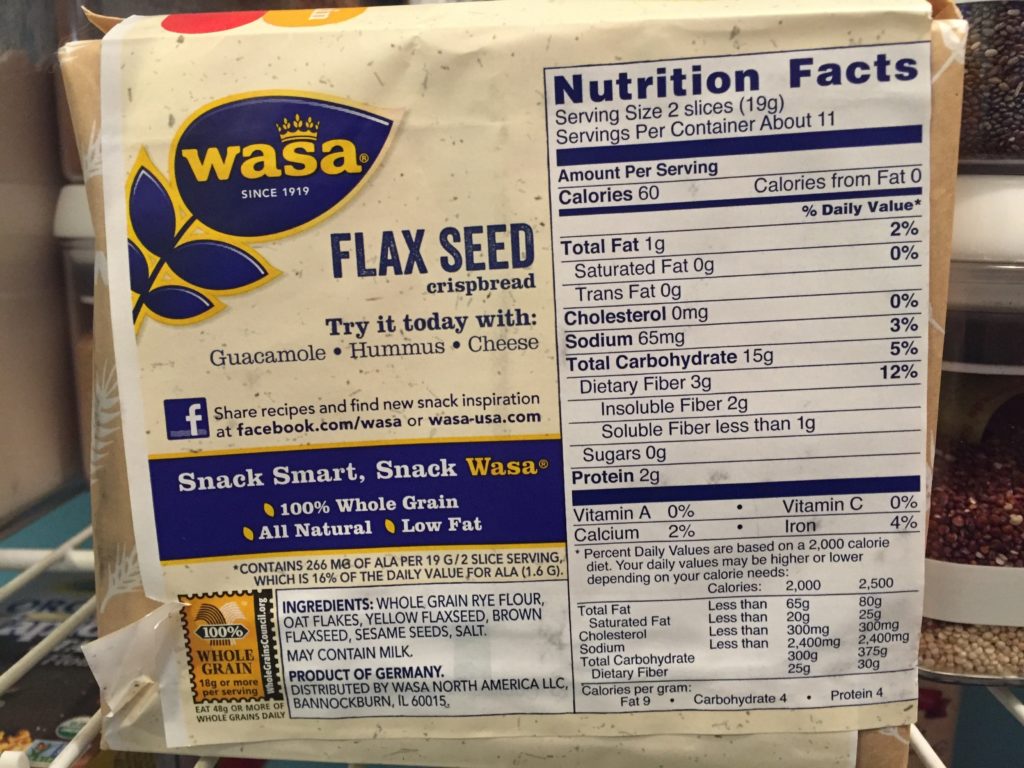 wasa®
SINCE 1919
FLAX SEED
crispbread
Try it today with:
Guacamole • Hummus • Cheese
f
Share recipes and find new snack inspiration
at facebook.com/wasa or wasa-usa.com
Snack Smart, Snack Wasa®
100% Whole Grain
All Natural Low Fat
*CONTAINS 266 MG OF ALA PER 19 G/2 SLICE SERVING,
WHICH IS 16% OF THE DAILY VALUE FOR ALA (1.6 G).
100%
WHOLE
GRAIN
18g or more
per serving
WholeGrainsCouncil.org
EAT 48g OR MORE OF
WHOLE GRAINS DAILY
INGREDIENTS: WHOLE GRAIN RYE FLOUR,
OAT FLAKES, YELLOW FLAXSEED, BROWN
FLAXSEED, SESAME SEEDS, SALT.
MAY CONTAIN MILK.
PRODUCT OF GERMANY.
DISTRIBUTED BY WASA NORTH AMERICA LLC,
BANNOCKBURN, IL 60015.
Nutrition Facts
Serving Size 2 slices (19g)
Servings Per Container About 11
Amount Per Serving
Calories 60 Calories from Fat 0
% Daily Value*
Total Fat 1g 2%
Saturated Fat 0g 0%
Trans Fat 0g
Cholesterol 0mg 0%
Sodium 65mg 3%
Total Carbohydrate 15g 5%
Dietary Fiber 3g 12%
Insoluble Fiber 2g
Soluble Fiber less than 1g
Sugars 0g
Protein 2g
Vitamin A 0% • Vitamin C 0%
Calcium 2% • Iron 4%
* Percent Daily Values are based on a 2,000 calorie
diet. Your daily values may be higher or lower
depending on your calorie needs:
Calories: 2,000 2,500
Total Fat Less than 65g 80g
Saturated Fat Less than 20g 25g
Cholesterol Less than 300mg 300mg
Sodium Less than 2,400mg 2,400mg
Total Carbohydrate 300g 375g
Dietary Fiber 25g 30g
Calories per gram:
Fat 9 • Carbohydrate 4 • Protein 4